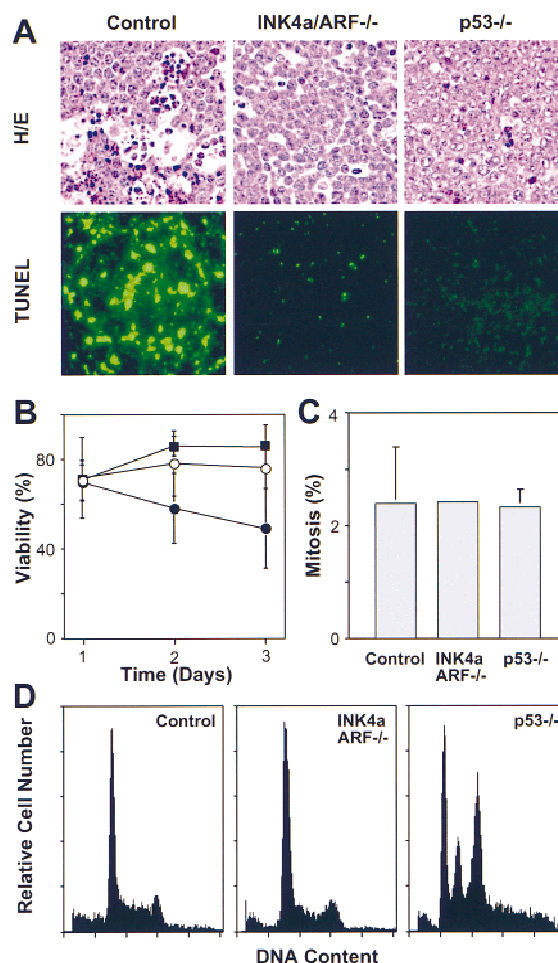 A
Control
INK4a/ARF-/-
p53-/-
H/E
TUNEL
B
Viability (%)
80
40
0
1
2
3
Time (Days)
C
Mitosis (%)
4
2
0
Control
INK4a
ARF-/-
p53-/-
D
Relative Cell Number
Control
INK4a
ARF-/-
p53-/-
DNA Content